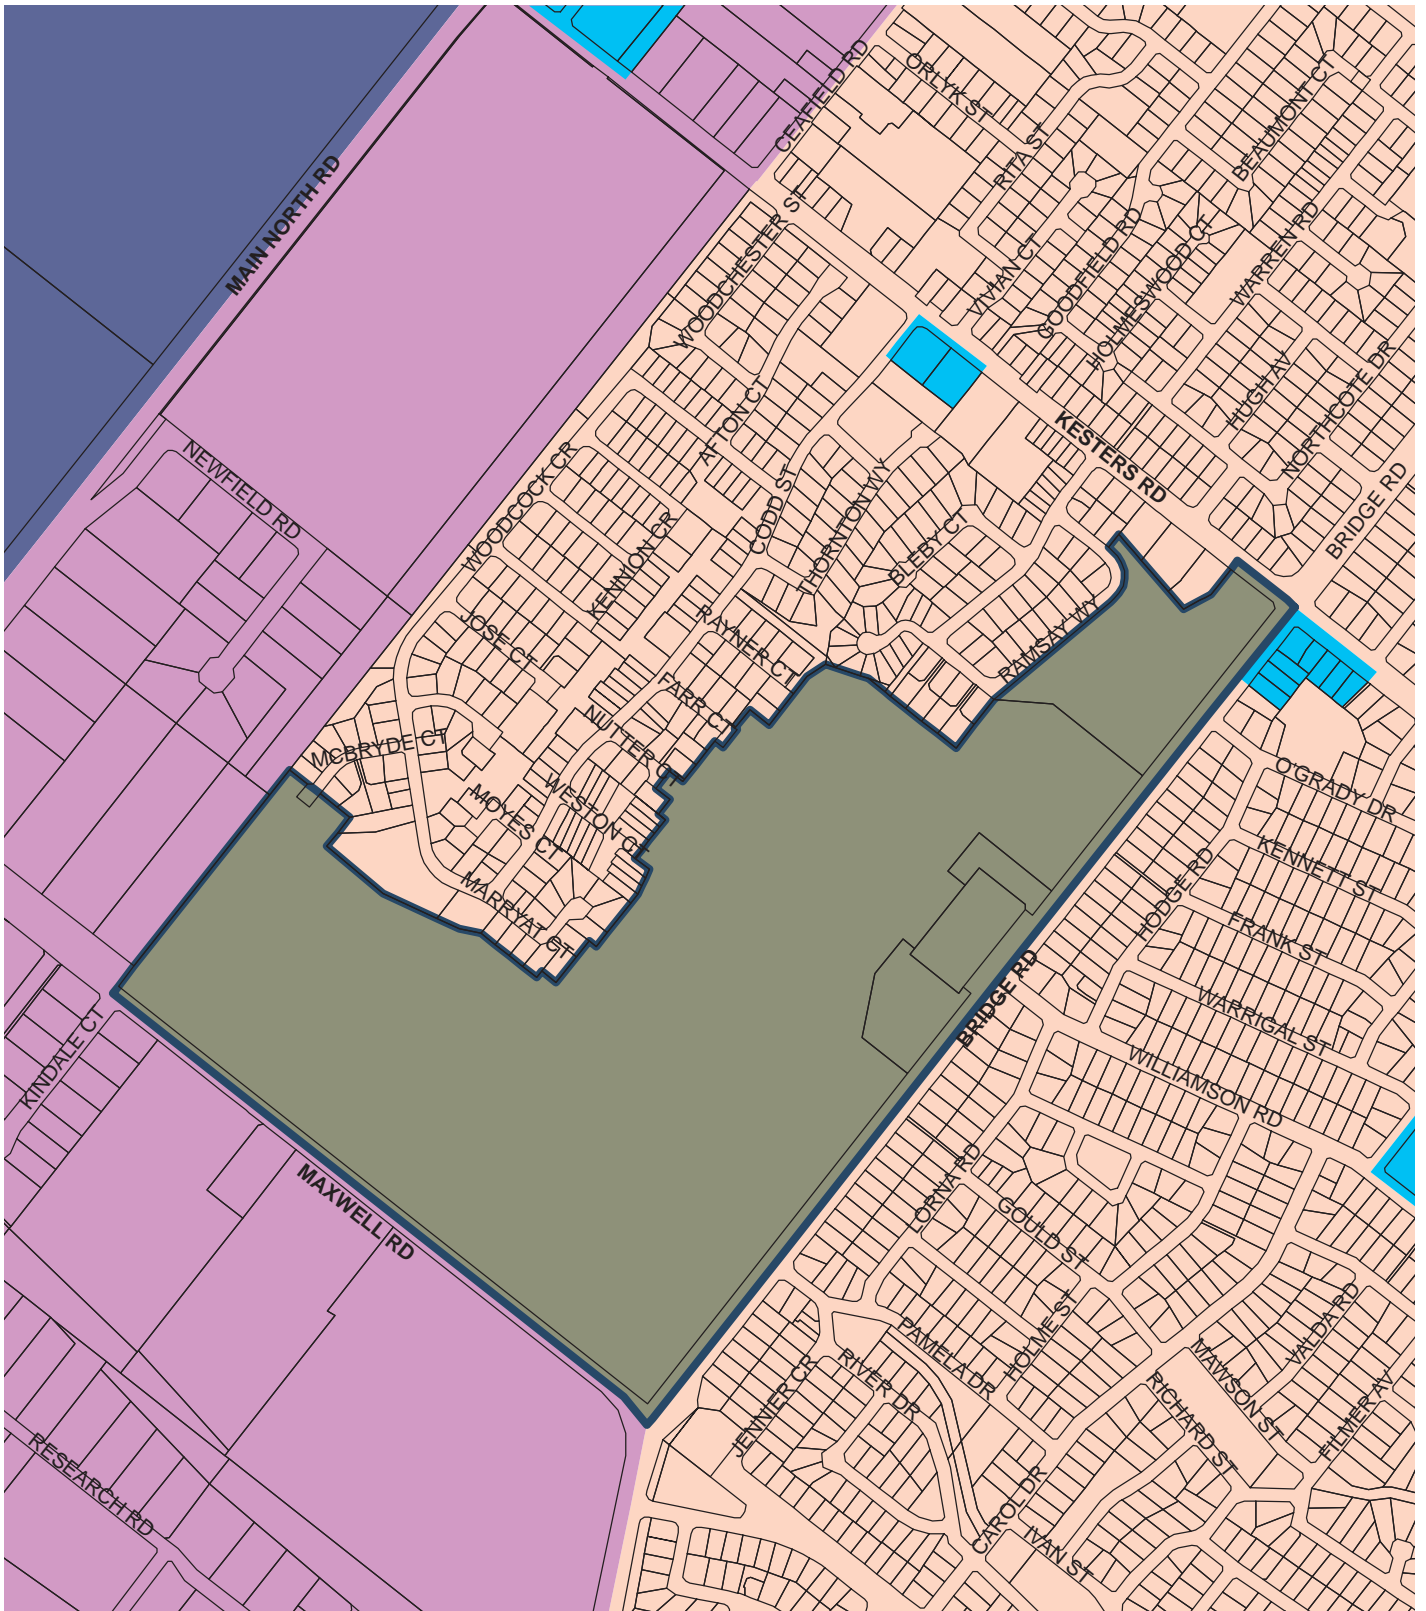 ORLYK ST
CEAFIELD RD
BEAUMONT CT
RITA ST
MAIN NORTH RD
WOODCHESTER ST
VIVIAN CT
GOODFIELD RD
HOLMESWOOD CT
WARREN RD
HUGH AV
NORTHCOTE DR
AFTON CT
KESTERS RD
BRIDGE RD
NEWFIELD RD
WOODCOCK CR
CODD ST
THORNTON WY
BLEBY CT
KENNION CR
JOSE CT
RAYNER CT
RAMSAY WY
FARR CT
NUTTER CT
MCBRYDE CT
O'GRADY DR
MOYES CT
WESTON CT
HODGE RD
KENNETT ST
MARRYAT CT
FRANK ST
BRIDGE RD
WARRIGAL ST
KINDALE CT
WILLIAMSON RD
LORNA RD
MAXWELL RD
GOULD ST
HOLME ST
VALDA RD
PAMELA DR
MAWSON ST
RIVER DR
JENNIER CR
RICHARD ST
FILMER AV
RESEARCH RD
CAROL DR
IVAN ST